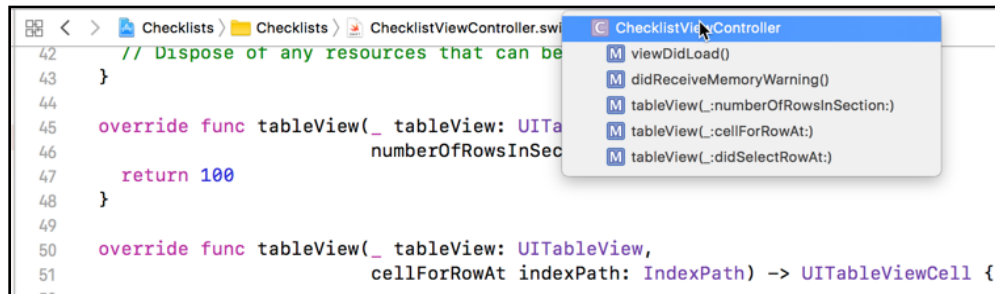 Checklists Checklists ChecklistViewController.swi
C ChecklistViewController
M viewDidLoad()
M didReceiveMemoryWarning()
M tableView(_:numberOfRowsInSection:)
M tableView(_:cellForRowAt:)
M tableView(_:didSelectRowAt:)
42 // Dispose of any resources that can be
43 }
44
45 override func tableView(_ tableView: UITa
46 numberOfRowsInSec
47 return 100
48 }
49
50 override func tableView(_ tableView: UITableView,
51 cellForRowAt indexPath: IndexPath) -> UITableViewCell {